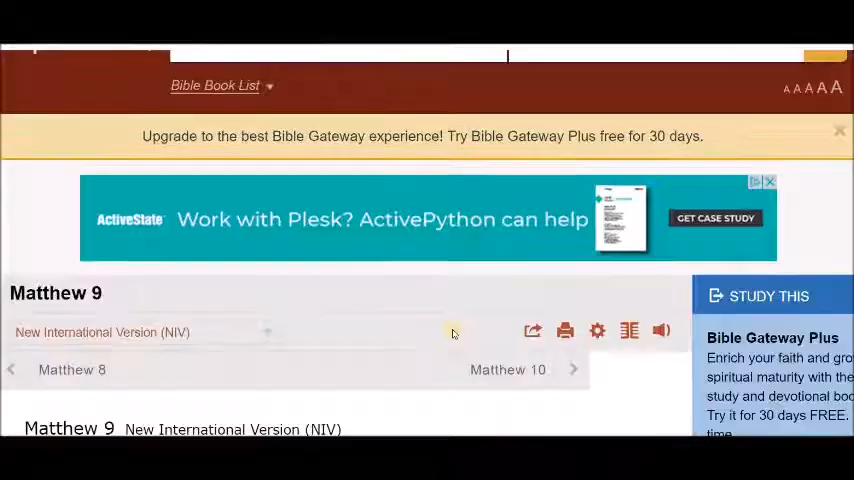 Bible Book List
A A A A A
Upgrade to the best Bible Gateway experience! Try Bible Gateway Plus free for 30 days.
ActiveState Work with Plesk? ActivePython can help GET CASE STUDY
Matthew 9
New International Version (NIV)
Matthew 8 Matthew 10
Matthew 9 New International Version (NIV)
STUDY THIS
Bible Gateway Plus
Enrich your faith and gro
spiritual maturity with the
study and devotional boo
Try it for 30 days FREE.
time